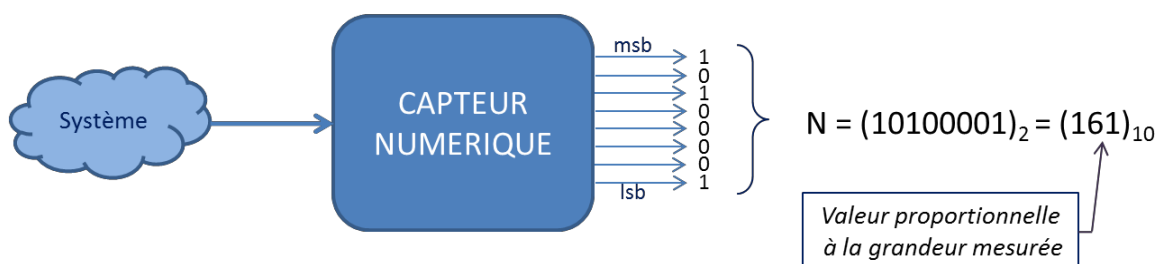 Système
CAPTEUR
NUMERIQUE
msb
1
0
1
0
0
0
0
1
lsb
N = (10100001)₂ = (161)₁₀
Valeur proportionnelle
à la grandeur mesurée